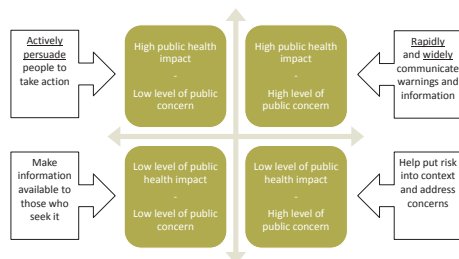 Actively
persuade
people to
take action
High public health
impact
-
Low level of public
concern
High public health
impact
-
High level of
public concern
Rapidly
and widely
communicate
warnings and
information
Make
information
available to
those who
seek it
Low level of public
health impact
-
Low level of
public concern
Low level of public
health impact
-
High level of
public concern
Help put risk
into context
and address
concerns